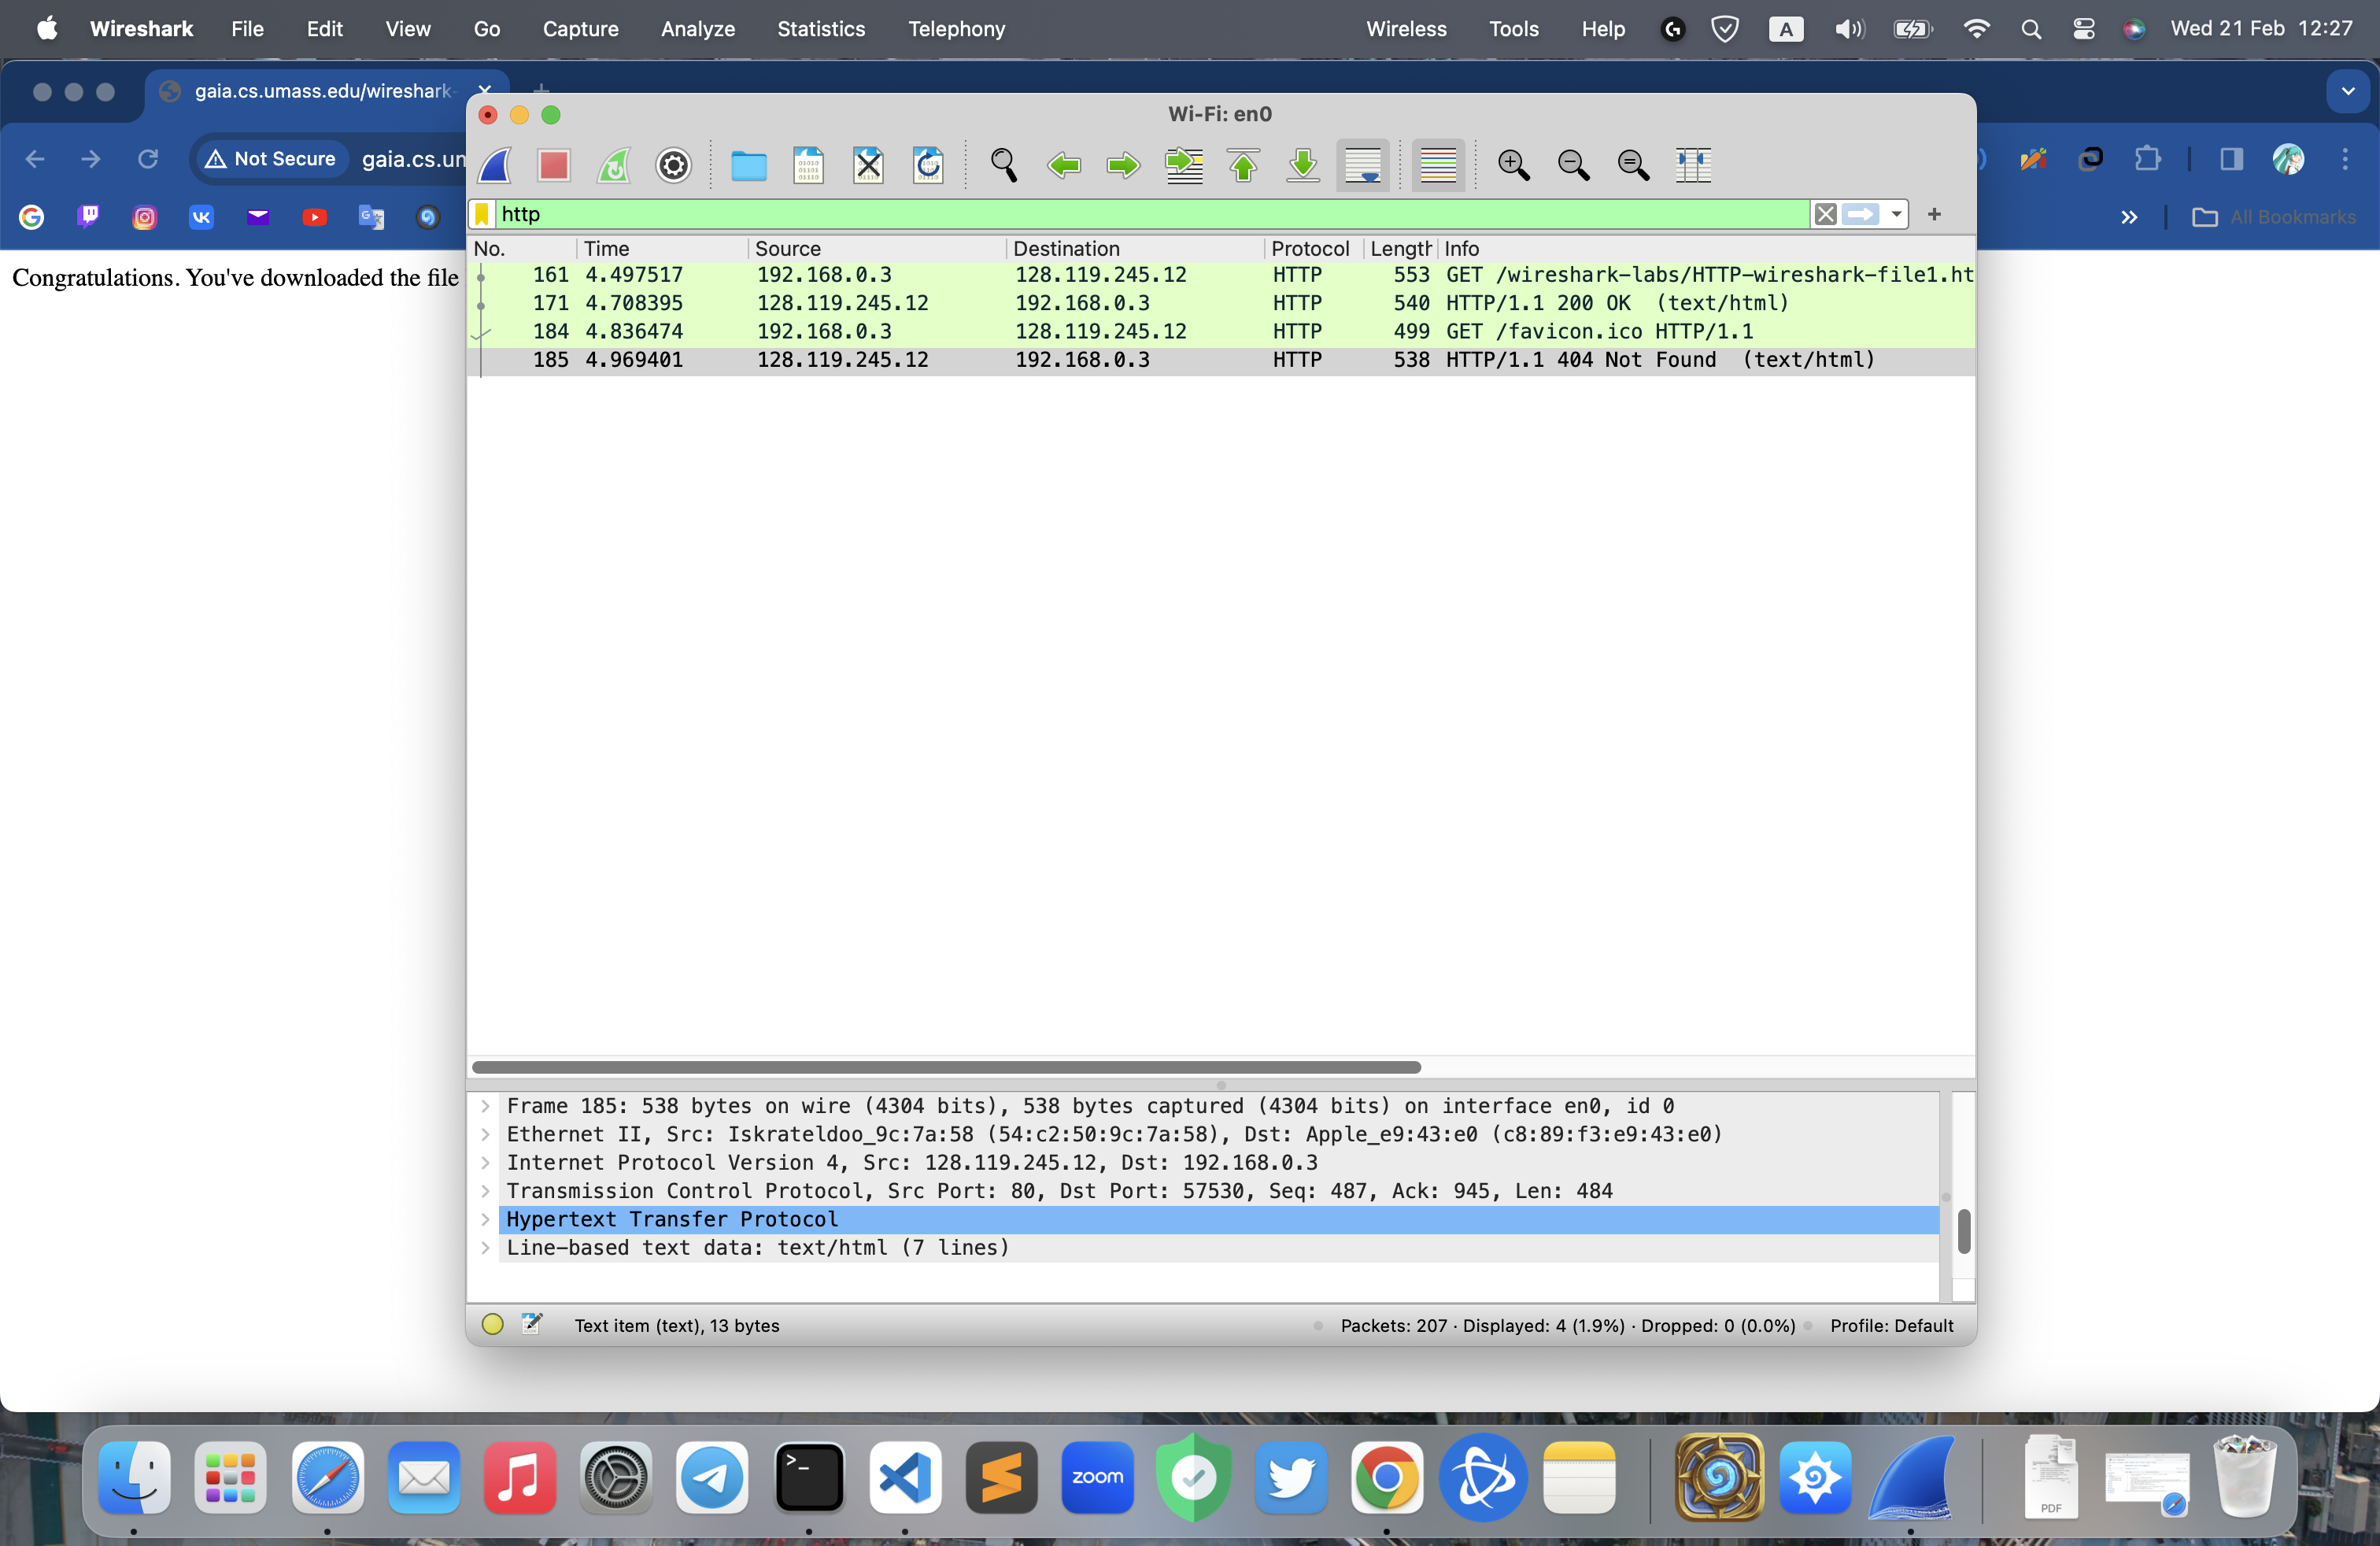 Wireshark File Edit View Go Capture Analyze Statistics Telephony Wireless Tools Help A Wed 21 Feb 12:27
gaia.cs.umass.edu/wireshark-
Wi-Fi: en0
Not Secure gaia.cs.um
All Bookmarks
http
No. Time Source Destination Protocol Length Info
Congratulations. You've downloaded the file
161 4.497517 192.168.0.3 128.119.245.12 HTTP 553 GET /wireshark-labs/HTTP-wireshark-file1.ht
171 4.708395 128.119.245.12 192.168.0.3 HTTP 540 HTTP/1.1 200 OK (text/html)
184 4.836474 192.168.0.3 128.119.245.12 HTTP 499 GET /favicon.ico HTTP/1.1
185 4.969401 128.119.245.12 192.168.0.3 HTTP 538 HTTP/1.1 404 Not Found (text/html)
Frame 185: 538 bytes on wire (4304 bits), 538 bytes captured (4304 bits) on interface en0, id 0
Ethernet II, Src: Iskrateldoo_9c:7a:58 (54:c2:50:9c:7a:58), Dst: Apple_e9:43:e0 (c8:89:f3:e9:43:e0)
Internet Protocol Version 4, Src: 128.119.245.12, Dst: 192.168.0.3
Transmission Control Protocol, Src Port: 80, Dst Port: 57530, Seq: 487, Ack: 945, Len: 484
Hypertext Transfer Protocol
Line-based text data: text/html (7 lines)
Text item (text), 13 bytes Packets: 207 · Displayed: 4 (1.9%) · Dropped: 0 (0.0%) Profile: Default
zoom
PDF